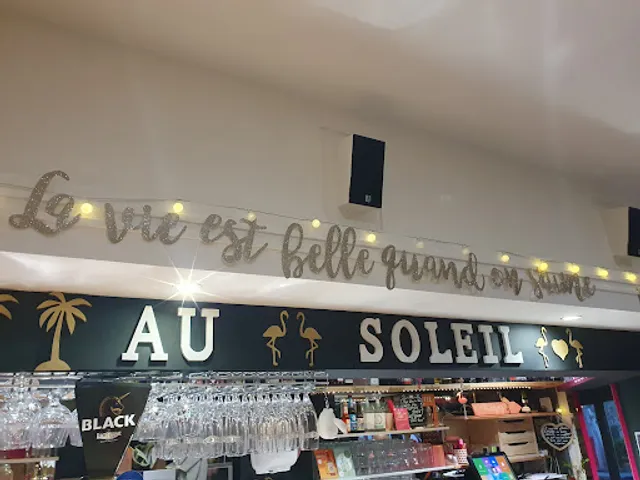 La vie est belle quand on s'aime
AU SOLEIL
BLACK